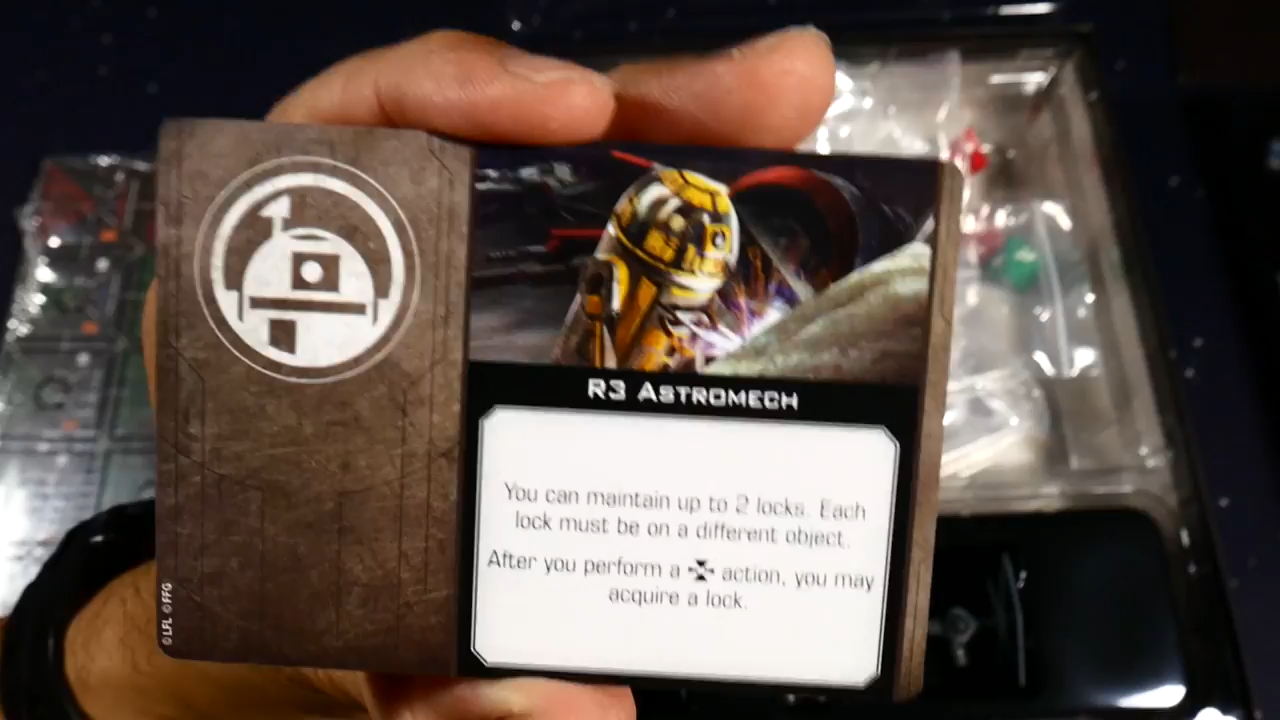 R3 Astromech
You can maintain up to 2 locks. Each
lock must be on a different object.
After you perform a action, you may
acquire a lock.
©LFL ©FFG